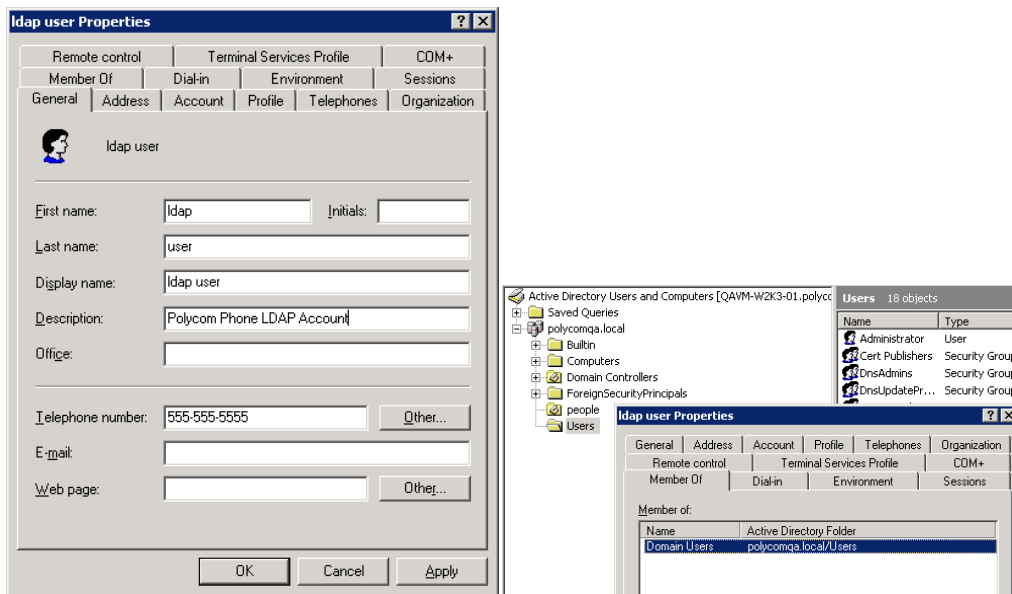 ldap user Properties
Remote control Terminal Services Profile COM+
Member Of Dial-in Environment Sessions
General Address Account Profile Telephones Organization
ldap user
First name: ldap Initials:
Last name: user
Display name: ldap user
Description: Polycom Phone LDAP Account
Office:
Telephone number: 555-555-5555 Other...
E-mail:
Web page: Other...
OK Cancel Apply
Active Directory Users and Computers [QAVM-W2K3-01.polyco
Saved Queries
polycomqa.local
Builtin
Computers
Domain Controllers
ForeignSecurityPrincipals
people
Users
Users 18 objects
Name Type
Administrator User
Cert Publishers Security Group
DnsAdmins Security Group
DnsUpdatePr... Security Group
ldap user Properties
General Address Account Profile Telephones Organization
Remote control Terminal Services Profile COM+
Member Of Dial-in Environment Sessions
Member of:
Name Active Directory Folder
Domain Users polycomqa.local/Users